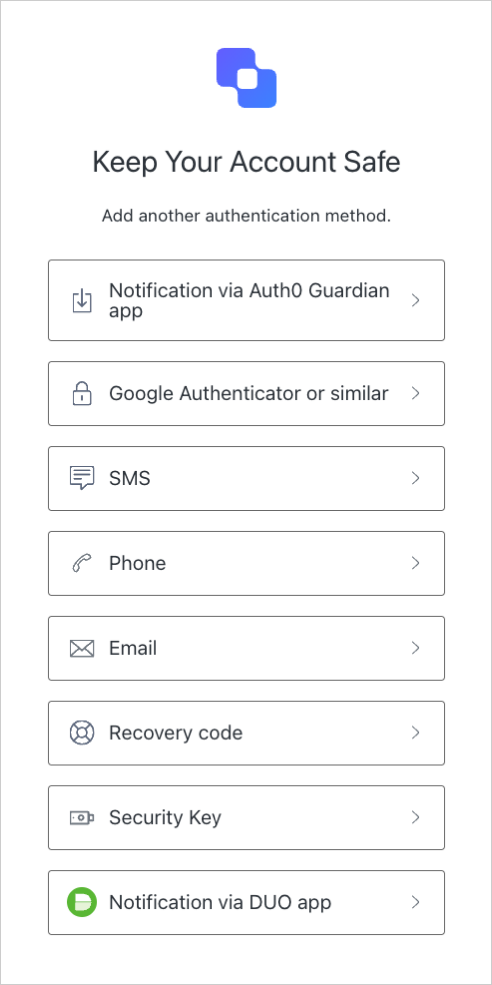 Keep Your Account Safe
Add another authentication method.
Notification via Auth0 Guardian
app
Google Authenticator or similar
SMS
Phone
Email
Recovery code
Security Key
Notification via DUO app